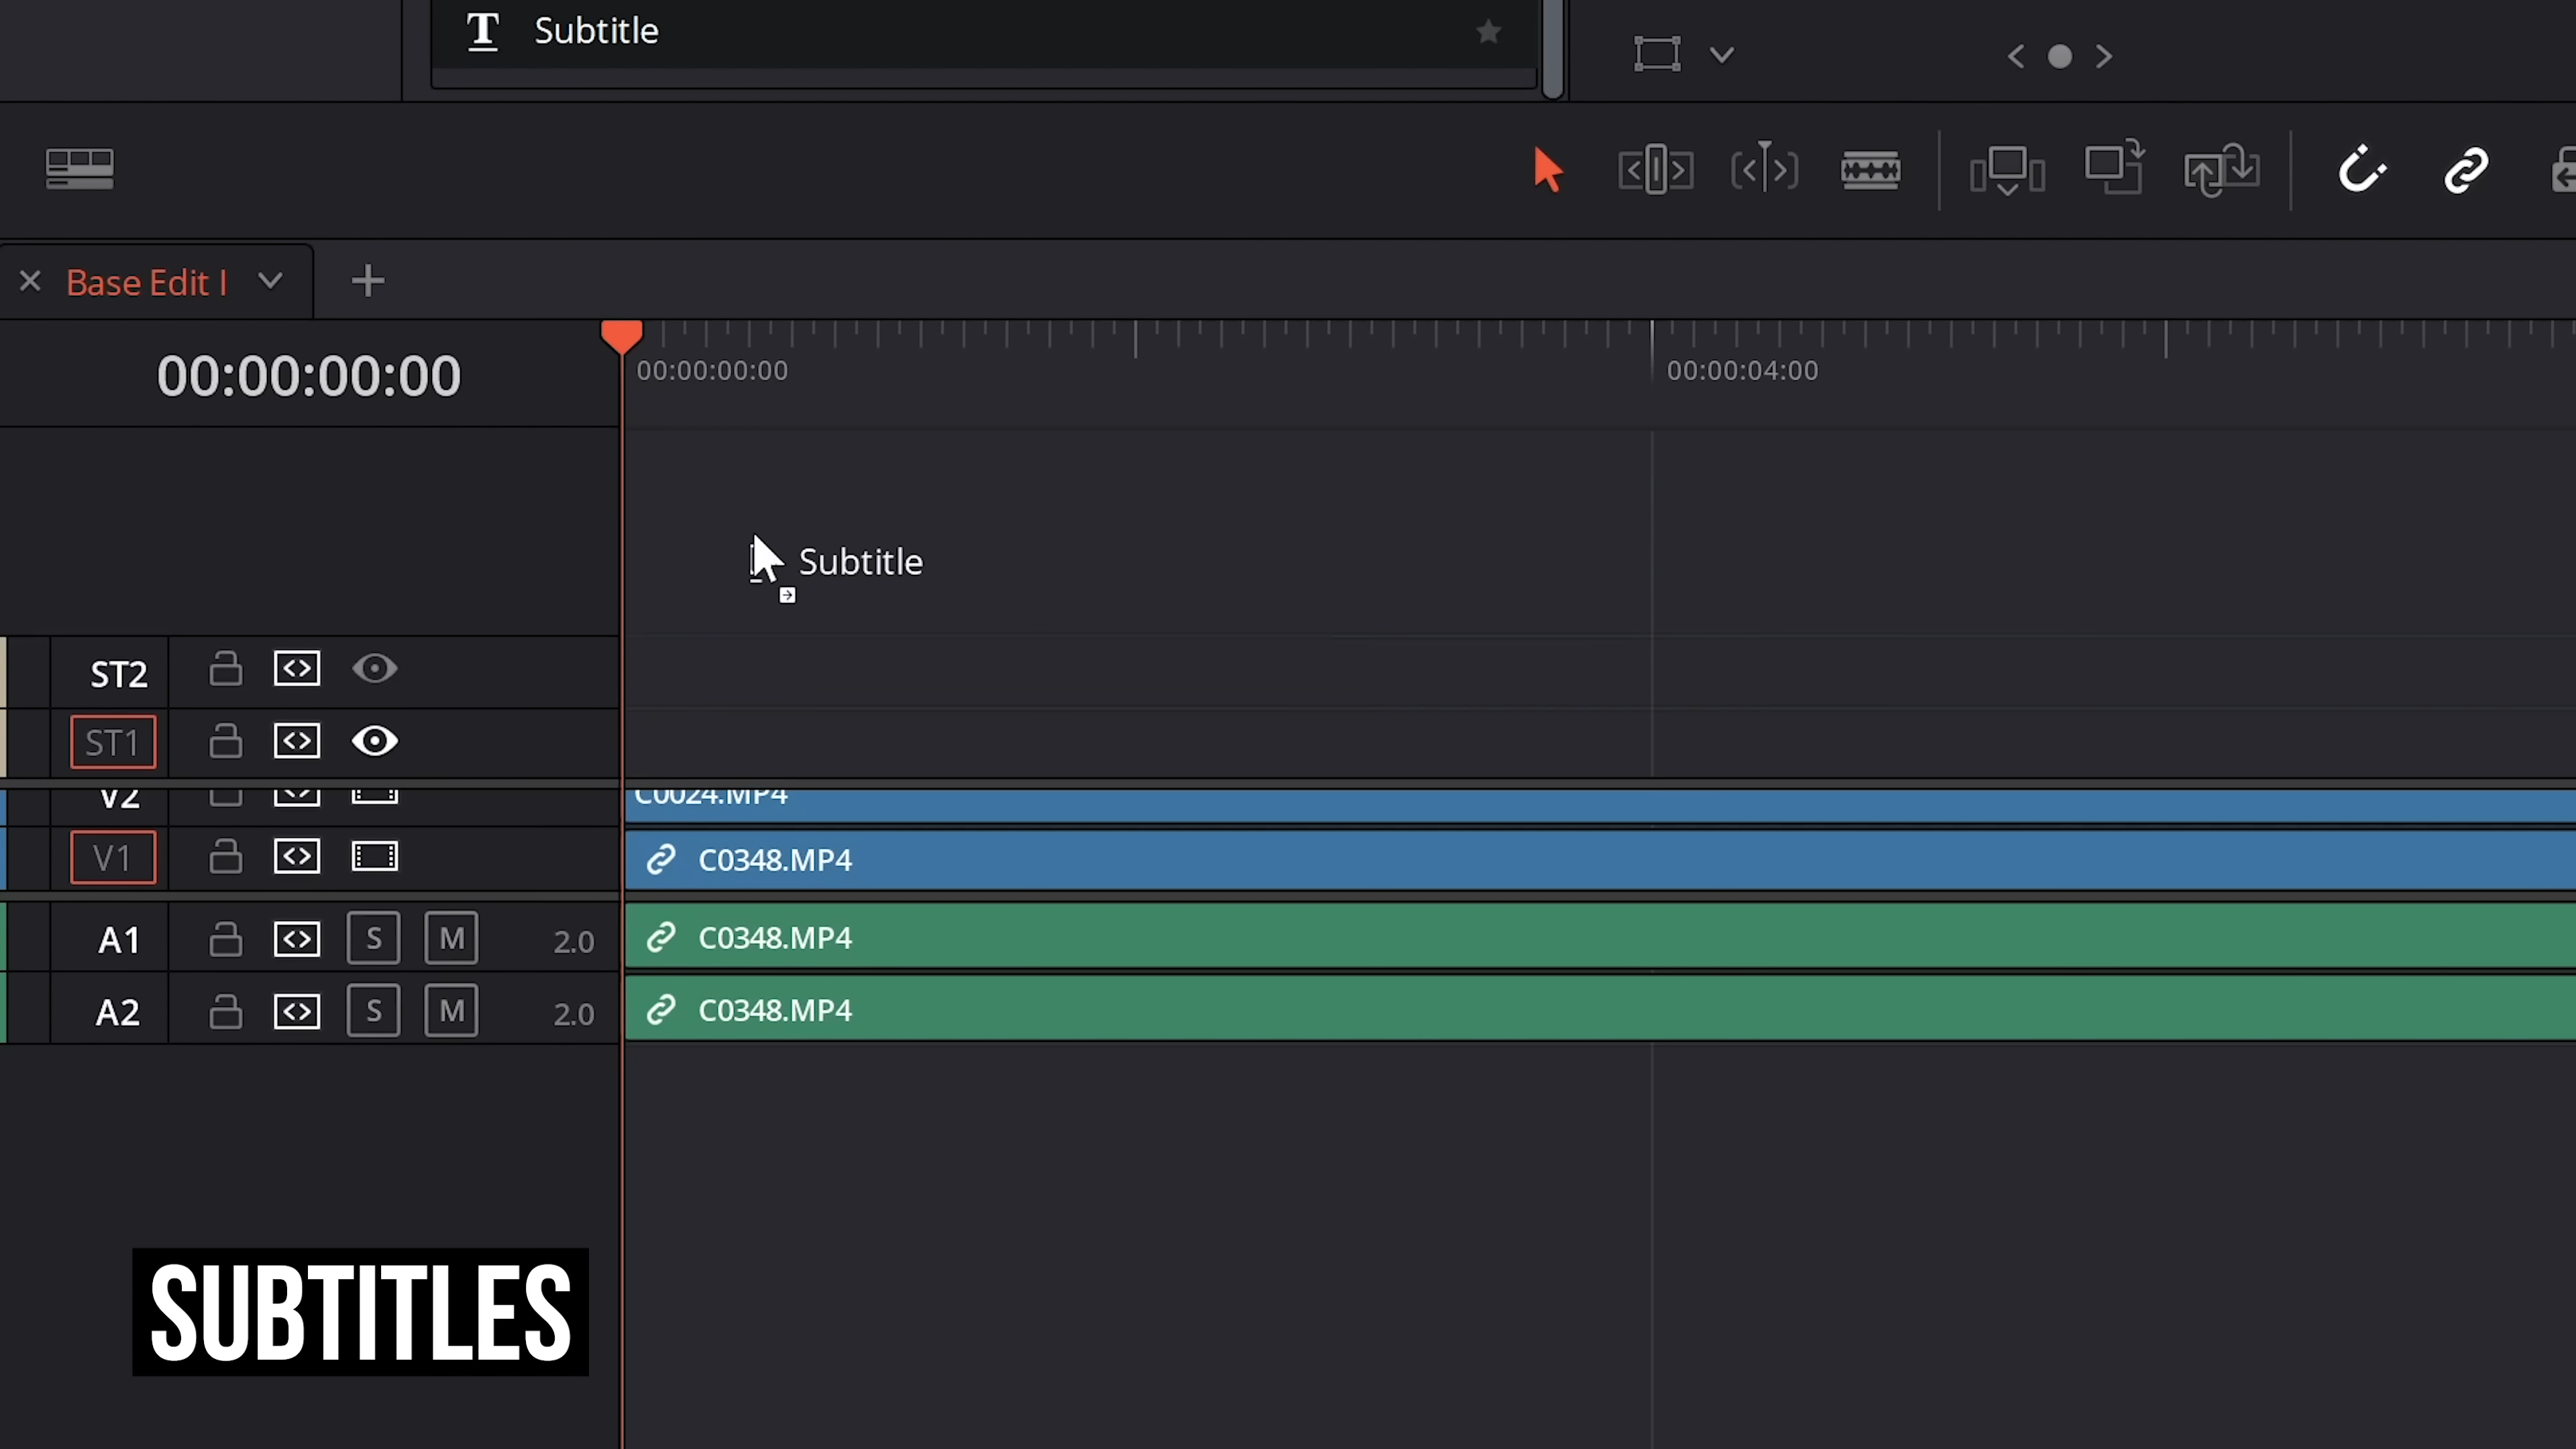 T Subtitle
Base Edit I
00:00:00:00
00:00:00:00
00:00:04:00
Subtitle
ST2
ST1
V2
C0024.MP4
V1
C0348.MP4
A1
S
M
2.0
C0348.MP4
A2
S
M
2.0
C0348.MP4
SUBTITLES